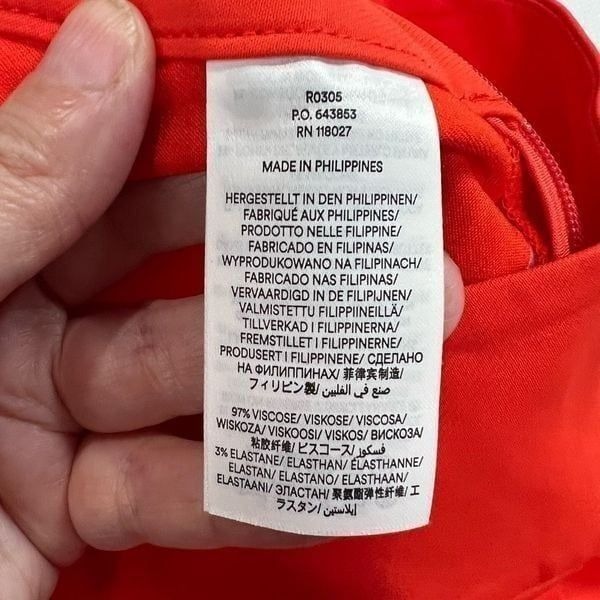 R0305
P.O. 643853
RN 118027
MADE IN PHILIPPINES
HERGESTELLT IN DEN PHILIPPINEN/
FABRIQUÉ AUX PHILIPPINES/
PRODOTTO NELLE FILIPPINE/
FABRICADO EN FILIPINAS/
WYPRODUKOWANO NA FILIPINACH/
FABRICADO NAS FILIPINAS/
VERVAARDIGD IN DE FILIPIJNEN/
VALMISTETTU FILIPPIINEILLÄ/
TILLVERKAD I FILIPPINERNA/
FREMSTILLET I FILIPPINERNE/
PRODUSERT I FILIPPINENE/ СДЕЛАНО
НА ФИЛИППИНАХ/ 菲律宾制造/
フィリピン製/ صنع في الفلبين/
97% VISCOSE/ VISKOSE/ VISCOSA/
WISKOZA/ VISKOOSI/ VISKOS/ ВИСКОЗА/
粘胶纤维/ ビスコース/ فسكوز/
3% ELASTANE/ ELASTHAN/ ÉLASTHANNE/
ELASTAN/ ELASTANO/ ELASTHAAN/
ELASTAANI/ ЭЛАСТАН/ 聚氨酯弹性纤维/ エ
ラスタン/ إيلاستين/